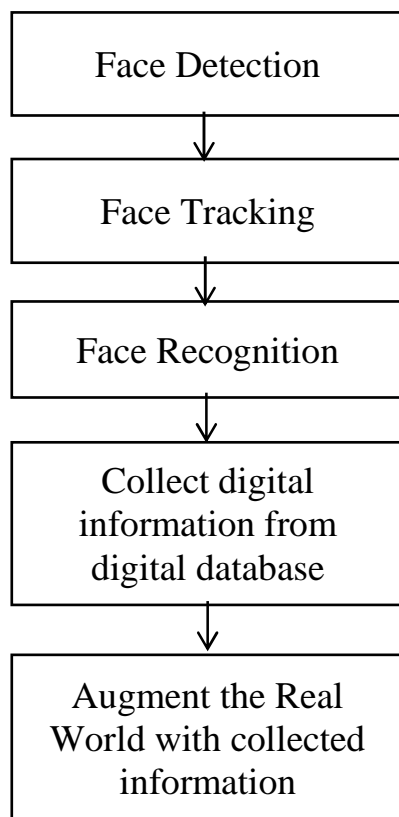 Face Detection
Face Tracking
Face Recognition
Collect digital
information from
digital database
Augment the Real
World with collected
information